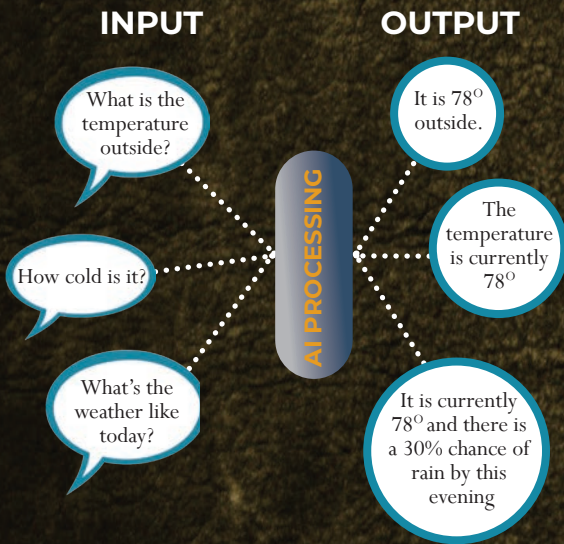 INPUT
OUTPUT
What is the
temperature
outside?
It is 78O
outside.
AI PROCESSING
The
temperature
is currently
78O
How cold is it?
What’s the
weather like
today?
It is currently
78O and there is
a 30% chance of
rain by this
evening